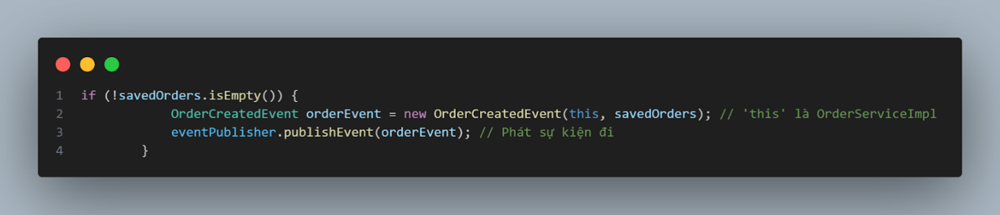 1 if (!savedOrders.isEmpty()) {
2 OrderCreatedEvent orderEvent = new OrderCreatedEvent(this, savedOrders); // 'this' là OrderServiceImpl
3 eventPublisher.publishEvent(orderEvent); // Phát sự kiện đi
4 }